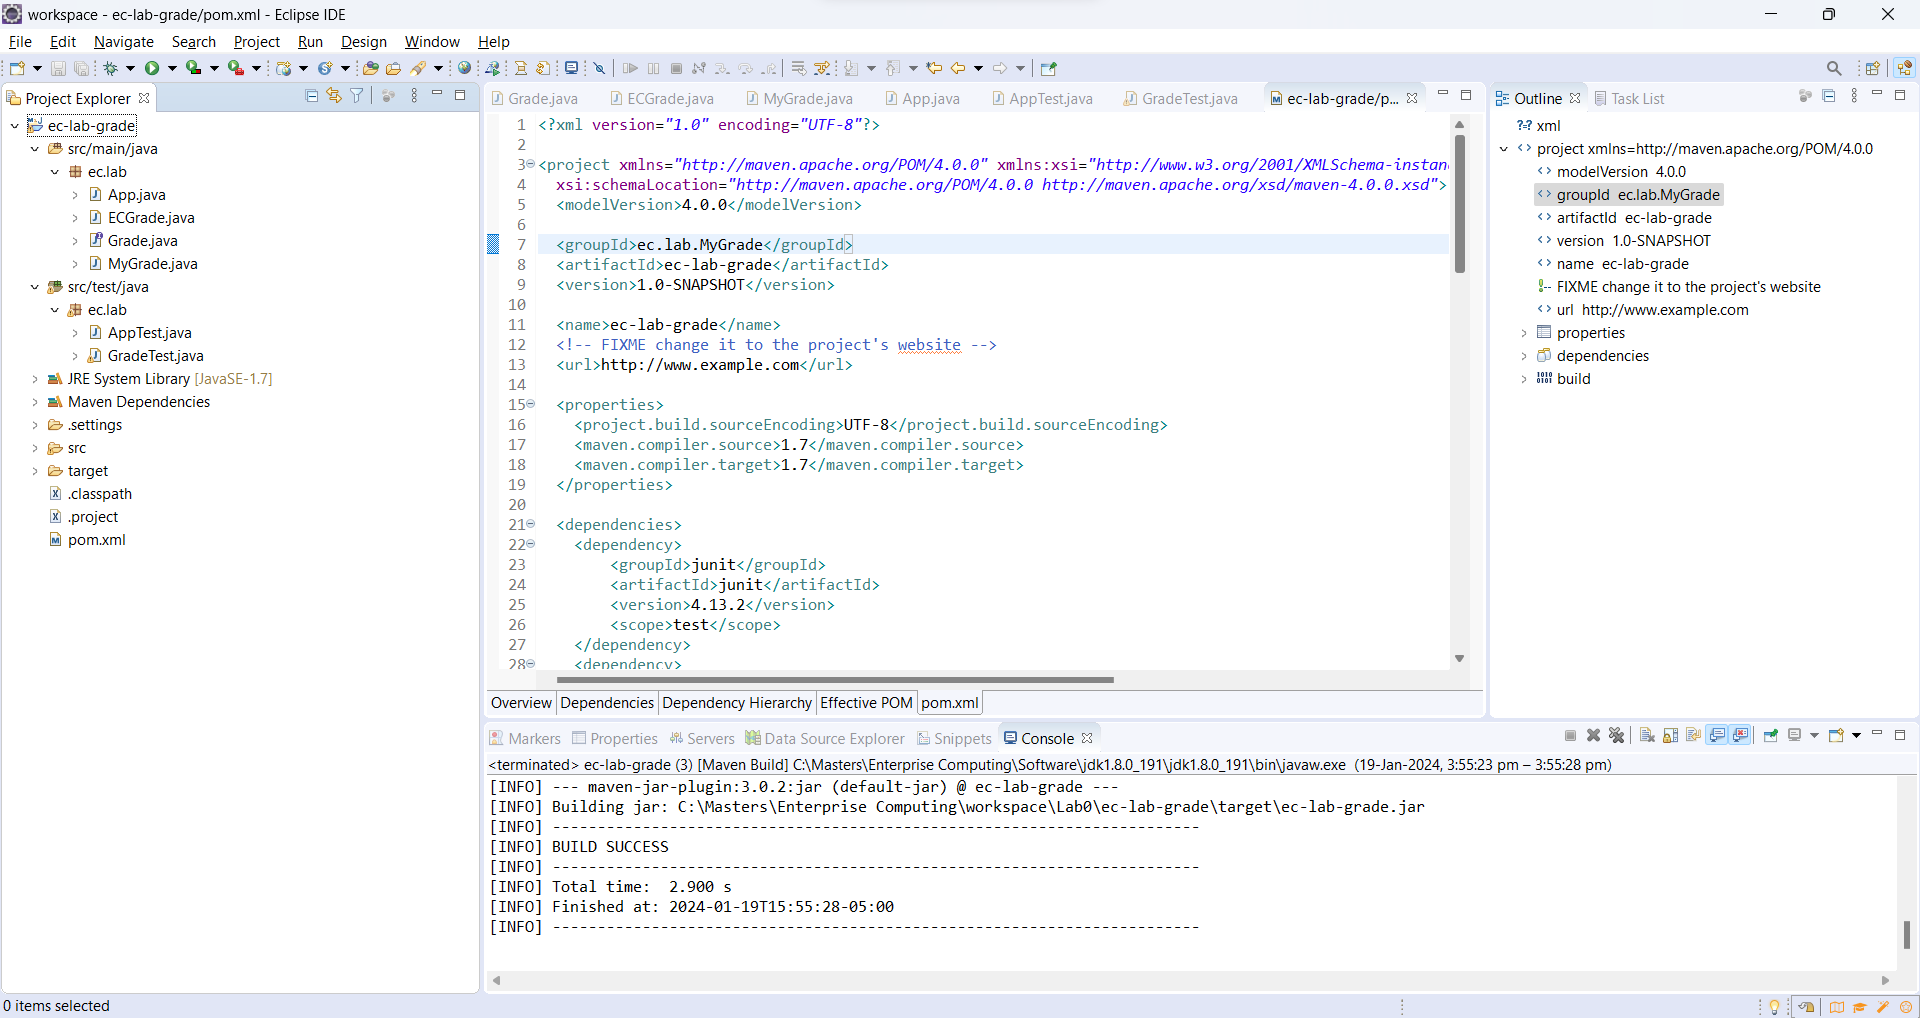 workspace - ec-lab-grade/pom.xml - Eclipse IDE
File Edit Navigate Search Project Run Design Window Help
Project Explorer
ec-lab-grade
src/main/java
ec.lab
App.java
ECGrade.java
Grade.java
MyGrade.java
src/test/java
ec.lab
AppTest.java
GradeTest.java
JRE System Library [JavaSE-1.7]
Maven Dependencies
.settings
src
target
.classpath
.project
pom.xml
Grade.java ECGrade.java MyGrade.java App.java AppTest.java GradeTest.java ec-lab-grade/p...
1 <?xml version="1.0" encoding="UTF-8"?>
2
3 <project xmlns="http://maven.apache.org/POM/4.0.0" xmlns:xsi="http://www.w3.org/2001/XMLSchema-instan
4 xsi:schemaLocation="http://maven.apache.org/POM/4.0.0 http://maven.apache.org/xsd/maven-4.0.0.xsd">
5 <modelVersion>4.0.0</modelVersion>
6
7 <groupId>ec.lab.MyGrade</groupId>
8 <artifactId>ec-lab-grade</artifactId>
9 <version>1.0-SNAPSHOT</version>
10
11 <name>ec-lab-grade</name>
12 <!-- FIXME change it to the project's website -->
13 <url>http://www.example.com</url>
14
15 <properties>
16 <project.build.sourceEncoding>UTF-8</project.build.sourceEncoding>
17 <maven.compiler.source>1.7</maven.compiler.source>
18 <maven.compiler.target>1.7</maven.compiler.target>
19 </properties>
20
21 <dependencies>
22 <dependency>
23 <groupId>junit</groupId>
24 <artifactId>junit</artifactId>
25 <version>4.13.2</version>
26 <scope>test</scope>
27 </dependency>
28 <dependency>
Overview Dependencies Dependency Hierarchy Effective POM pom.xml
Outline Task List
xml
project xmlns=http://maven.apache.org/POM/4.0.0
modelVersion 4.0.0
groupId ec.lab.MyGrade
artifactId ec-lab-grade
version 1.0-SNAPSHOT
name ec-lab-grade
FIXME change it to the project's website
url http://www.example.com
properties
dependencies
build
Markers Properties Servers Data Source Explorer Snippets Console
<terminated> ec-lab-grade (3) [Maven Build] C:\Masters\Enterprise Computing\Software\jdk1.8.0_191\jdk1.8.0_191\bin\javaw.exe (19-Jan-2024, 3:55:23 pm – 3:55:28 pm)
[INFO] --- maven-jar-plugin:3.0.2:jar (default-jar) @ ec-lab-grade ---
[INFO] Building jar: C:\Masters\Enterprise Computing\workspace\Lab0\ec-lab-grade\target\ec-lab-grade.jar
[INFO] ------------------------------------------------------------------------
[INFO] BUILD SUCCESS
[INFO] ------------------------------------------------------------------------
[INFO] Total time: 2.900 s
[INFO] Finished at: 2024-01-19T15:55:28-05:00
[INFO] ------------------------------------------------------------------------
0 items selected